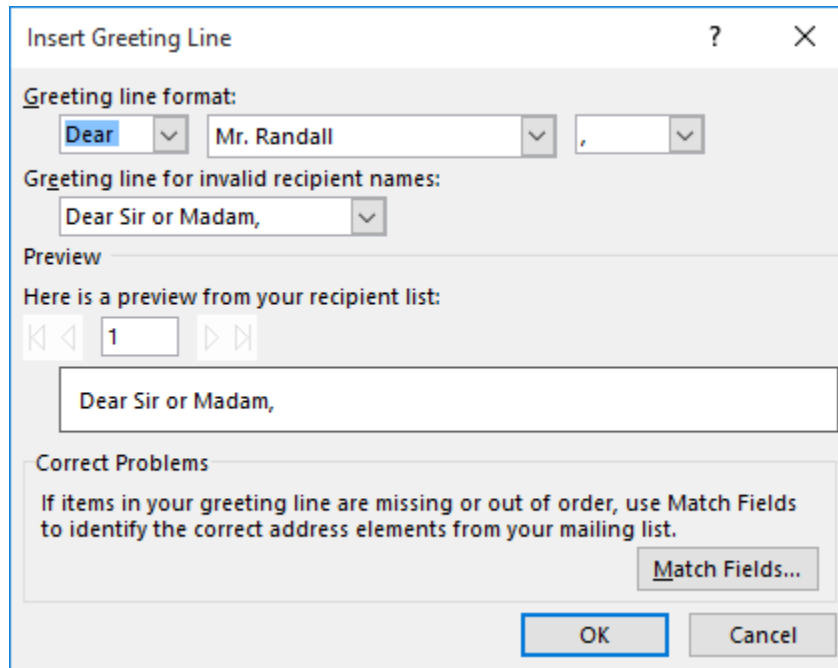 Insert Greeting Line ?
Greeting line format:
Dear Mr. Randall ,
Greeting line for invalid recipient names:
Dear Sir or Madam,
Preview
Here is a preview from your recipient list:
1
Dear Sir or Madam,
Correct Problems
If items in your greeting line are missing or out of order, use Match Fields
to identify the correct address elements from your mailing list.
Match Fields...
OK Cancel